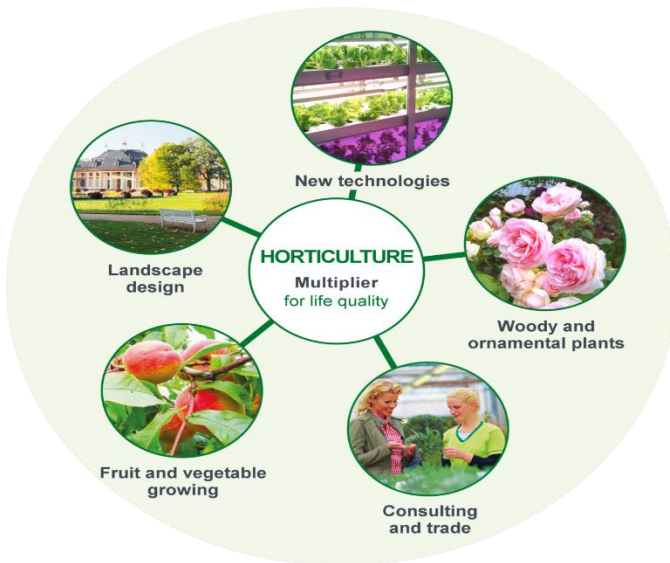 New technologies
Landscape
design
HORTICULTURE
Multiplier
for life quality
Woody and
ornamental plants
Fruit and vegetable
growing
Consulting
and trade